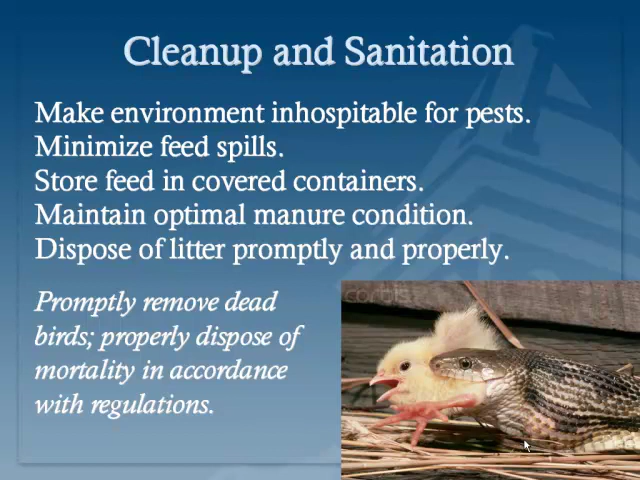 Cleanup and Sanitation
Make environment inhospitable for pests.
Minimize feed spills.
Store feed in covered containers.
Maintain optimal manure condition.
Dispose of litter promptly and properly.
Promptly remove dead
birds; properly dispose of
mortality in accordance
with regulations.
corbis